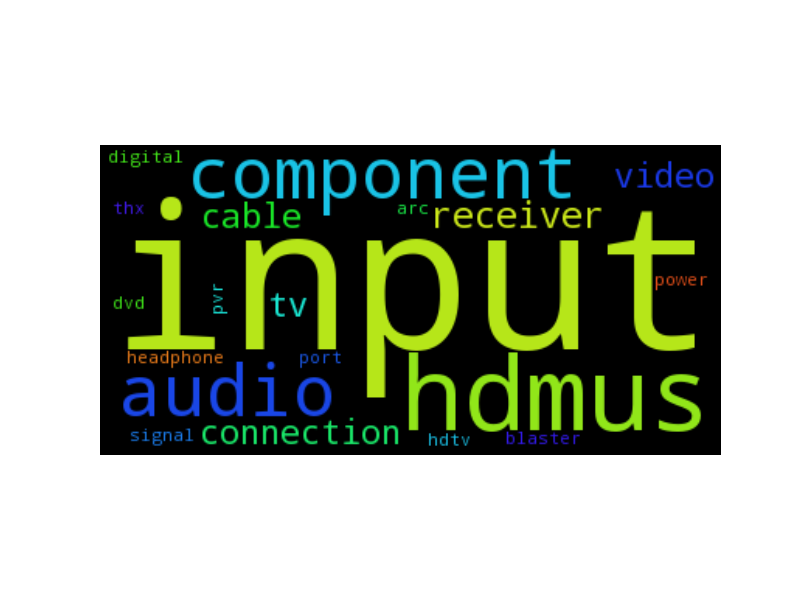 digital
component
video
thx
cable
arc
receiver
input
power
dvd
pvr
tv
headphone
port
audio
hdmus
signal
connection
hdtv
blaster